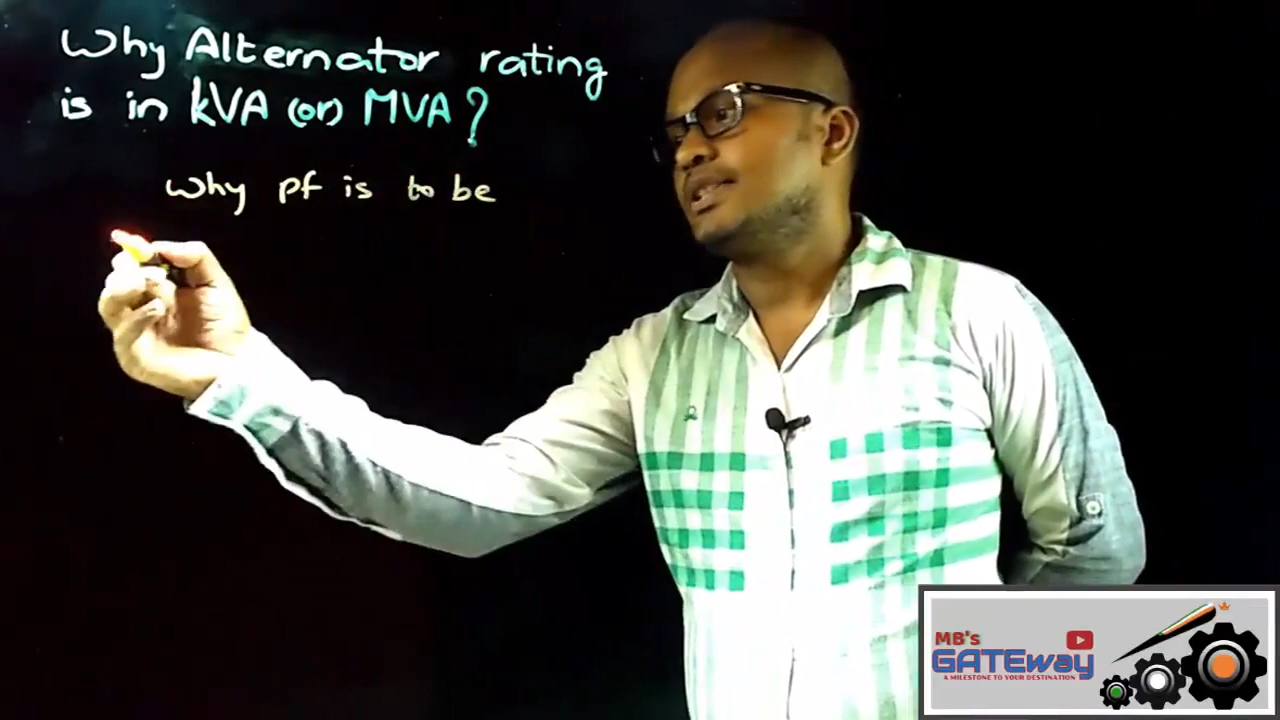 Why Alternator rating
is in kVA (or) MVA?
Why pf is to be
MB's
GATEway
A MILESTONE TO YOUR DESTINATION